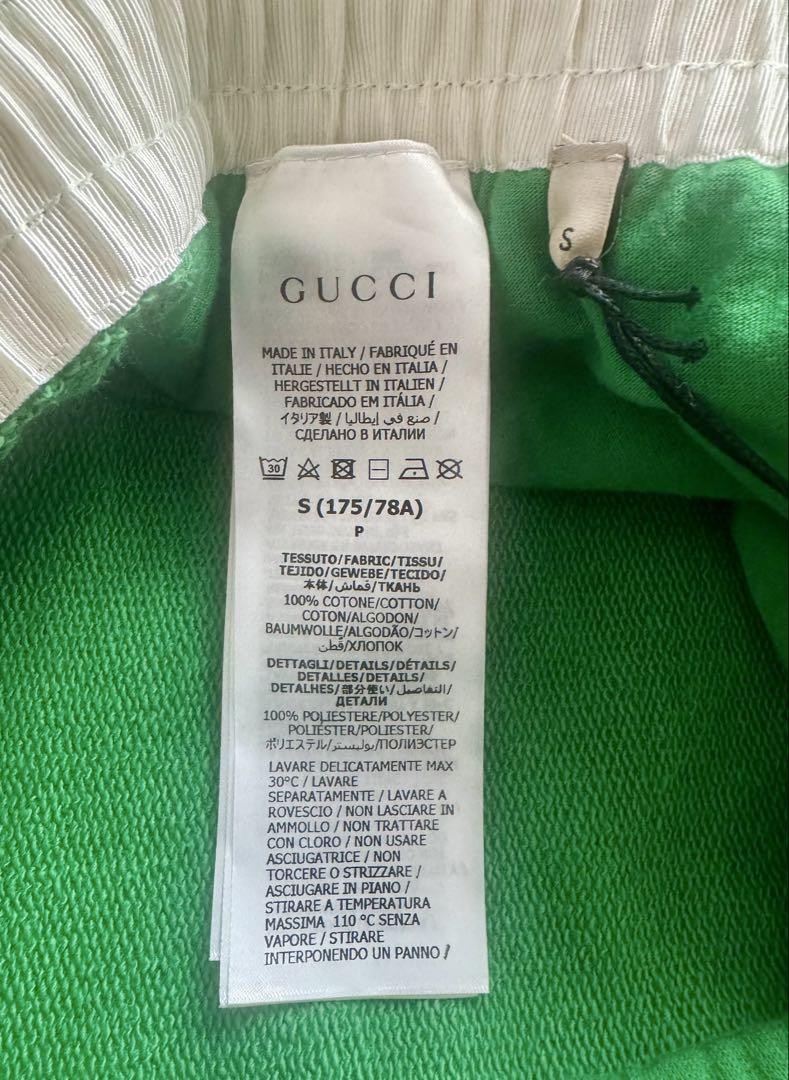 GUCCI
MADE IN ITALY / FABRIQUÉ EN
ITALIE / HECHO EN ITALIA /
HERGESTELLT IN ITALIEN /
FABRICADO EM ITÁLIA /
イタリア製 / صنع في إيطاليا /
СДЕЛАНО В ИТАЛИИ
30
S (175/78A)
P
TESSUTO/FABRIC/TISSU/
TEJIDO/GEWEBE/TECIDO/
本体/قماش/ТКАНЬ
100% COTONE/COTTON/
COTON/ALGODON/
BAUMWOLLE/ALGODÃO/コットン/
قطن/ХЛОПОК
DETTAGLI/DETAILS/DÉTAILS/
DETALLES/DETAILS/
DETALHES/部分使い/التفاصيل/
ДЕТАЛИ
100% POLIESTERE/POLYESTER/
POLIÉSTER/POLIESTER/
ポリエステル/بوليستر/ПОЛИЭСТЕР
LAVARE DELICATAMENTE MAX
30°C / LAVARE
SEPARATAMENTE / LAVARE A
ROVESCIO / NON LASCIARE IN
AMMOLLO / NON TRATTARE
CON CLORO / NON USARE
ASCIUGATRICE / NON
TORCERE O STRIZZARE /
ASCIUGARE IN PIANO /
STIRARE A TEMPERATURA
MASSIMA 110 °C SENZA
VAPORE / STIRARE
INTERPONENDO UN PANNO /
S